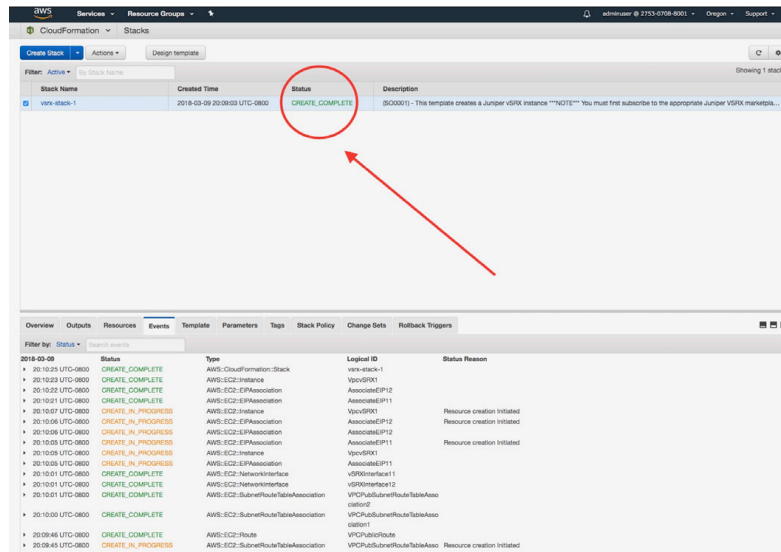 aws Services Resource Groups adminuser @ 2753-0708-8001 Oregon Support
CloudFormation Stacks
Create Stack Actions Design template
Filter: Active By Stack Name Showing 1 stack
Stack Name Created Time Status Description
vsrx-stack-1 2018-03-09 20:09:03 UTC-0800 CREATE_COMPLETE (SO0001) - This template creates a Juniper vSRX instance ***NOTE*** You must first subscribe to the appropriate Juniper VSRX marketpla...
Overview Outputs Resources Events Template Parameters Tags Stack Policy Change Sets Rollback Triggers
Filter by: Status Search events
2018-03-09 Status Type Logical ID Status Reason
20:10:25 UTC-0800 CREATE_COMPLETE AWS::CloudFormation::Stack vsrx-stack-1
20:10:23 UTC-0800 CREATE_COMPLETE AWS::EC2::Instance VpcvSRX1
20:10:22 UTC-0800 CREATE_COMPLETE AWS::EC2::EIPAssociation AssociateEIP12
20:10:21 UTC-0800 CREATE_COMPLETE AWS::EC2::EIPAssociation AssociateEIP11
20:10:07 UTC-0800 CREATE_IN_PROGRESS AWS::EC2::Instance VpcvSRX1 Resource creation Initiated
20:10:06 UTC-0800 CREATE_IN_PROGRESS AWS::EC2::EIPAssociation AssociateEIP12 Resource creation Initiated
20:10:06 UTC-0800 CREATE_IN_PROGRESS AWS::EC2::EIPAssociation AssociateEIP12
20:10:05 UTC-0800 CREATE_IN_PROGRESS AWS::EC2::EIPAssociation AssociateEIP11 Resource creation Initiated
20:10:05 UTC-0800 CREATE_IN_PROGRESS AWS::EC2::Instance VpcvSRX1
20:10:05 UTC-0800 CREATE_IN_PROGRESS AWS::EC2::EIPAssociation AssociateEIP11
20:10:01 UTC-0800 CREATE_COMPLETE AWS::EC2::NetworkInterface vSRXInterface11
20:10:01 UTC-0800 CREATE_COMPLETE AWS::EC2::NetworkInterface vSRXInterface12
20:10:01 UTC-0800 CREATE_COMPLETE AWS::EC2::SubnetRouteTableAssociation VPCPubSubnetRouteTableAsso
ciation2
20:10:00 UTC-0800 CREATE_COMPLETE AWS::EC2::SubnetRouteTableAssociation VPCPubSubnetRouteTableAsso
ciation1
20:09:46 UTC-0800 CREATE_COMPLETE AWS::EC2::Route VPCPublicRoute
20:09:45 UTC-0800 CREATE_IN_PROGRESS AWS::EC2::SubnetRouteTableAssociation VPCPubSubnetRouteTableAsso Resource creation Initiated